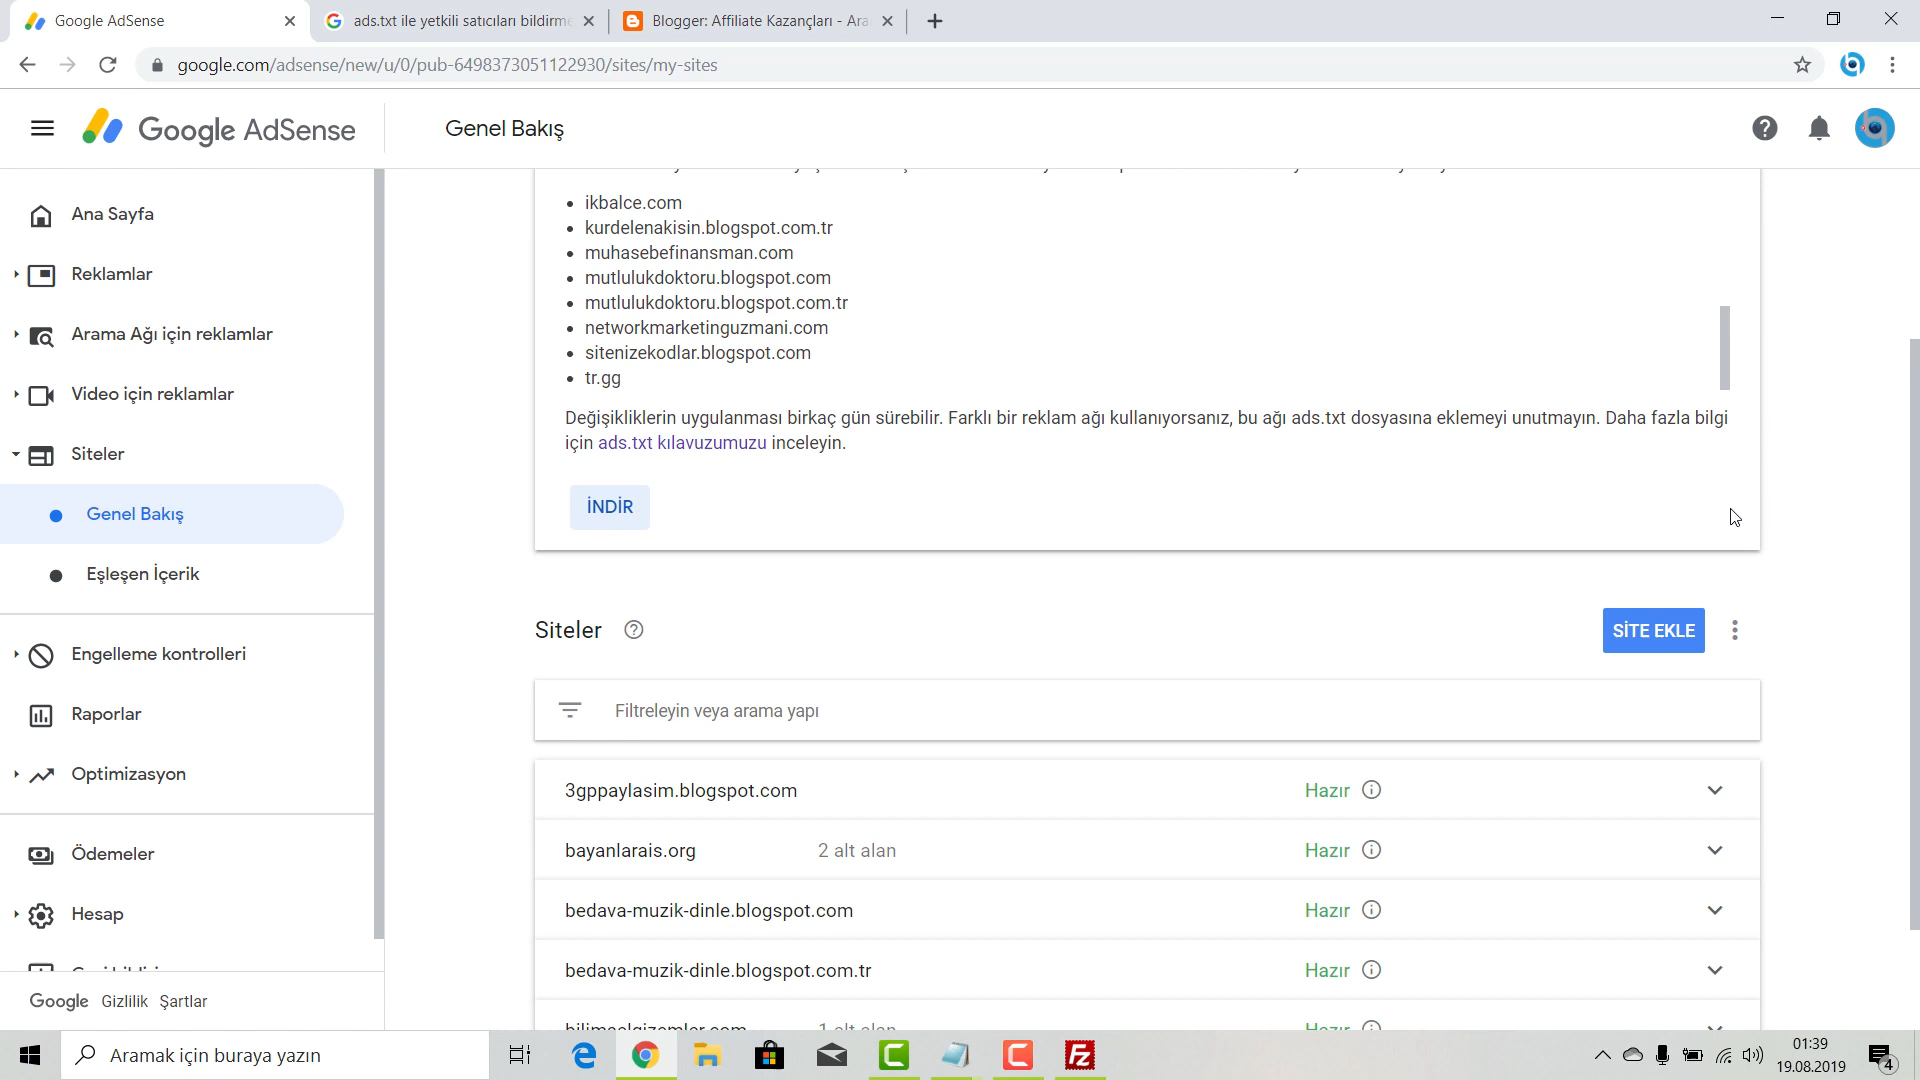 Google AdSense
ads.txt ile yetkili satıcıları bildirme
Blogger: Affiliate Kazançları - Ara
google.com/adsense/new/u/0/pub-6498373051122930/sites/my-sites
Google AdSense
Genel Bakış
Ana Sayfa
Reklamlar
Arama Ağı için reklamlar
Video için reklamlar
Siteler
Genel Bakış
Eşleşen İçerik
Engelleme kontrolleri
Raporlar
Optimizasyon
Ödemeler
Hesap
Google Gizlilik Şartlar
ikbalce.com
kurdelenakisin.blogspot.com.tr
muhasebefinansman.com
mutlulukdoktoru.blogspot.com
mutlulukdoktoru.blogspot.com.tr
networkmarketinguzmani.com
sitenizekodlar.blogspot.com
tr.gg
Değişikliklerin uygulanması birkaç gün sürebilir. Farklı bir reklam ağı kullanıyorsanız, bu ağı ads.txt dosyasına eklemeyi unutmayın. Daha fazla bilgi
için ads.txt kılavuzumuzu inceleyin.
İNDİR
Siteler
SİTE EKLE
Filtreleyin veya arama yapı
3gppaylasim.blogspot.com Hazır
bayanlarais.org 2 alt alan Hazır
bedava-muzik-dinle.blogspot.com Hazır
bedava-muzik-dinle.blogspot.com.tr Hazır
1 alt alan Hazır
Aramak için buraya yazın
01:39
19.08.2019
4